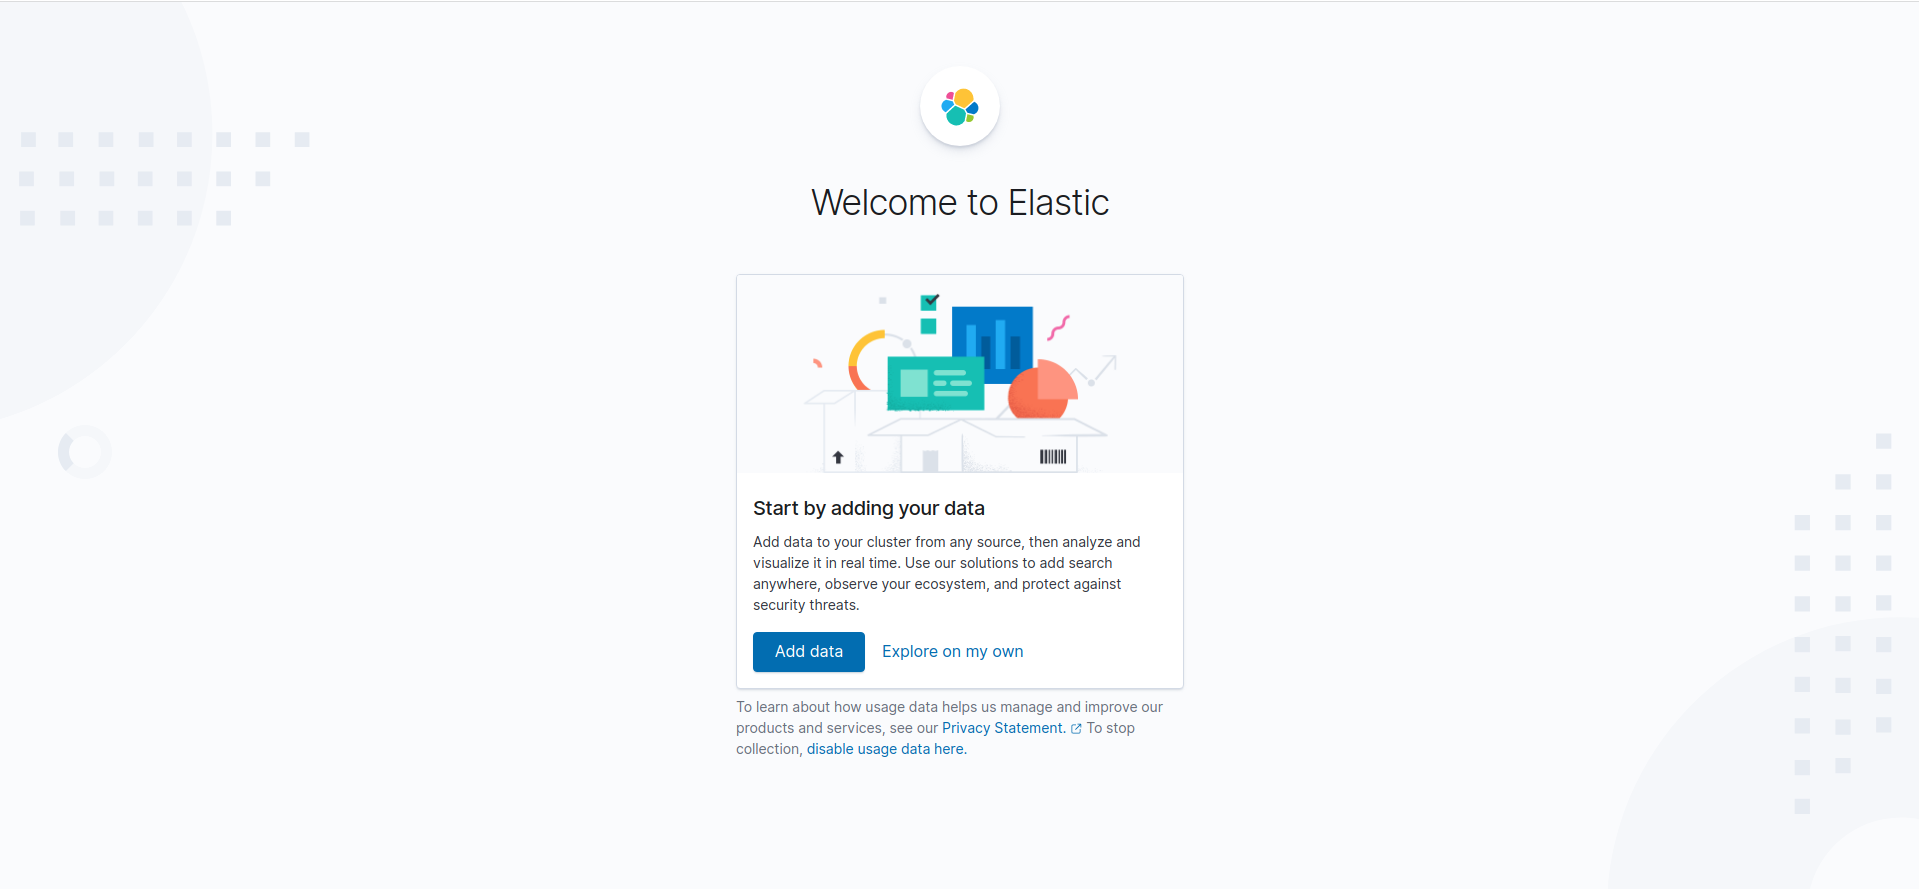 Welcome to Elastic
Start by adding your data
Add data to your cluster from any source, then analyze and
visualize it in real time. Use our solutions to add search
anywhere, observe your ecosystem, and protect against
security threats.
Add data
Explore on my own
To learn about how usage data helps us manage and improve our
products and services, see our Privacy Statement. To stop
collection, disable usage data here.